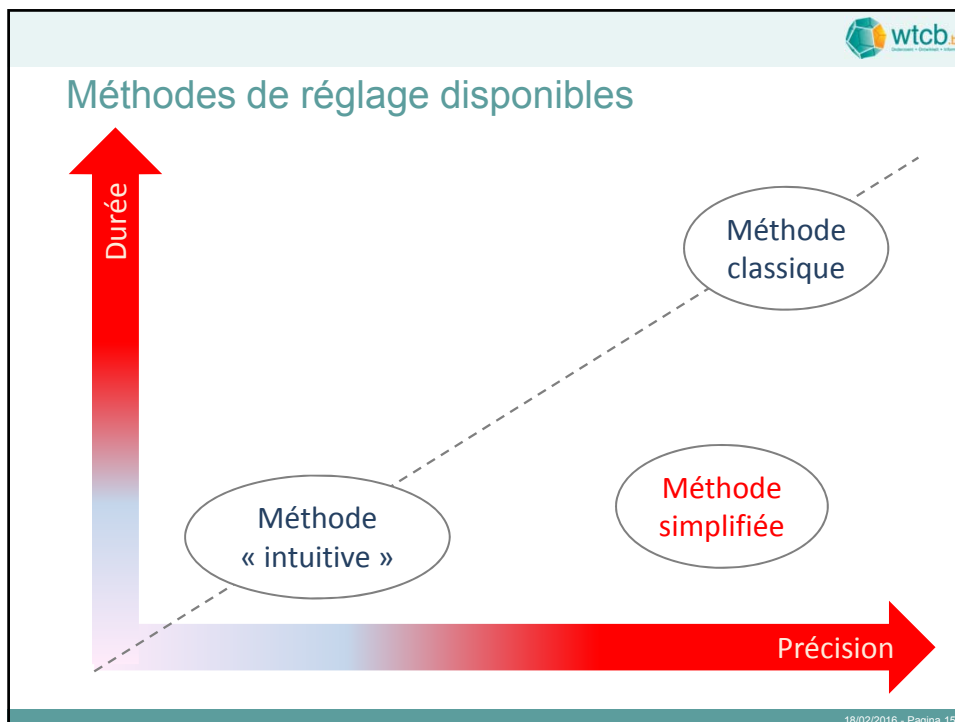 wtcb.b
Méthodes de réglage disponibles
Durée
Méthode
classique
Méthode
simplifiée
Méthode
« intuitive »
Précision
18/02/2016 - Pagina 15